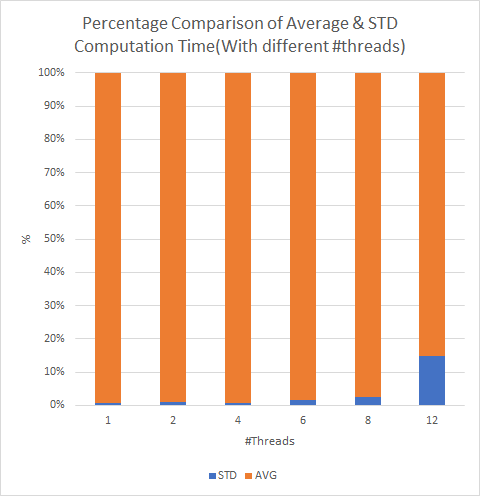 Percentage Comparison of Average & STD
Computation Time(With different #threads)
100%
90%
80%
70%
60%
50%
40%
30%
20%
10%
0%
%
1 2 4 6 8 12
#Threads
STD AVG